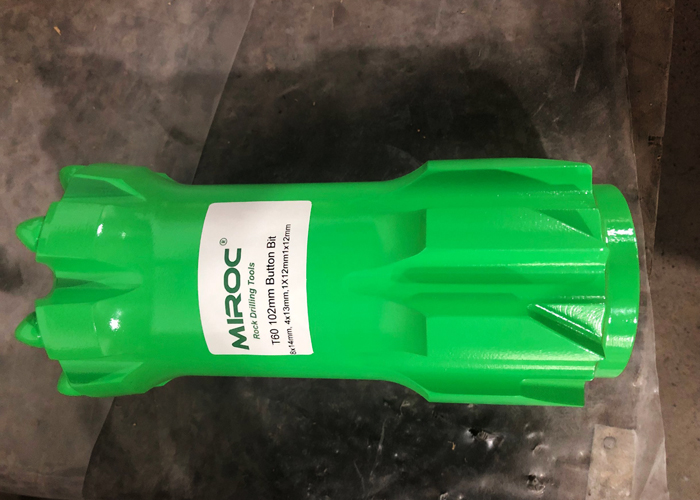 MIROC®
Rock Drilling Tools
T60 102mm Button Bit
8x14mm, 4x13mm,1X12mm1x12mm